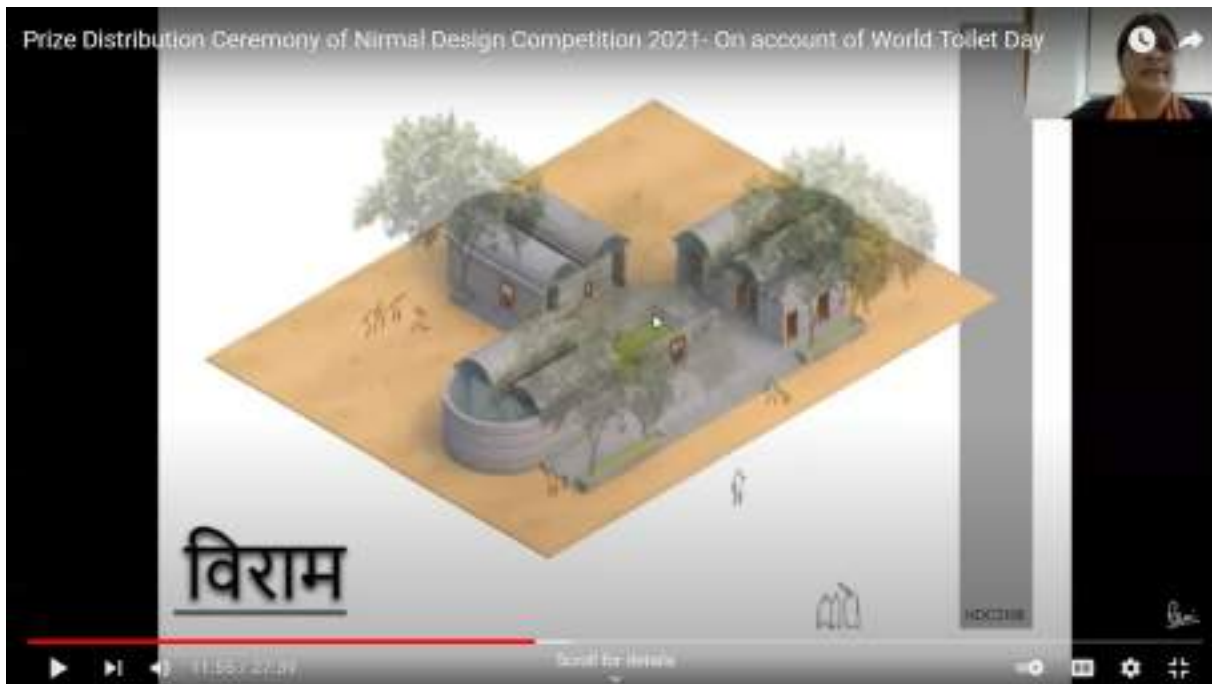 Prize Distribution Ceremony of Nirmal Design Competition 2021- On account of World Toilet Day
विराम
Scroll for details